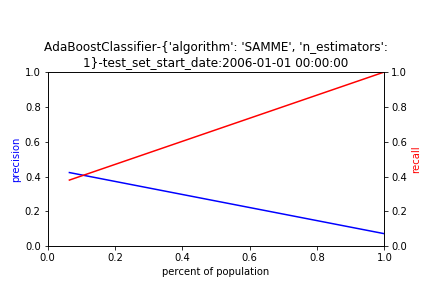 AdaBoostClassifier-{'algorithm': 'SAMME', 'n_estimators':
1}-test_set_start_date:2006-01-01 00:00:00
1.0
0.8
0.6
0.4
0.2
0.0
precision
1.0
0.8
0.6
0.4
0.2
0.0
recall
0.0 0.2 0.4 0.6 0.8 1.0
percent of population